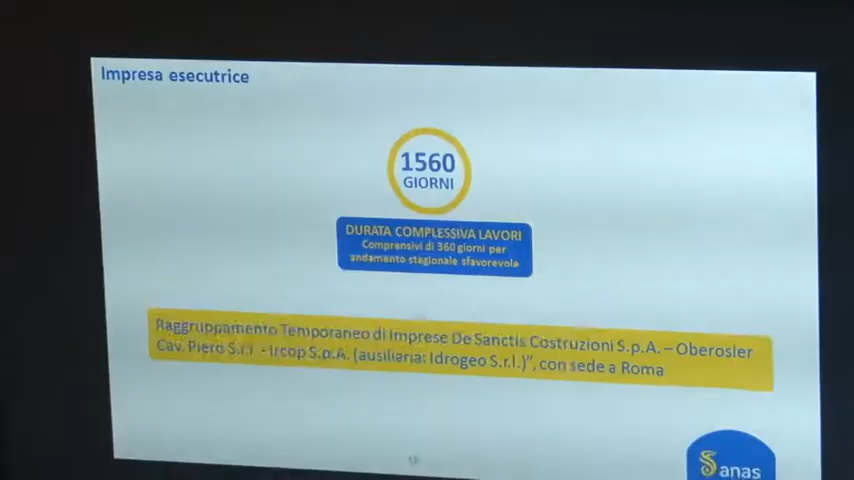 Impresa esecutrice
1560
GIORNI
DURATA COMPLESSIVA LAVORI
Comprensivi di 360 giorni per
andamento stagionale sfavorevole
Raggruppamento Temporaneo di Imprese De Sanctis Costruzioni S.p.A. – Oberosler
Cav. Piero S.r.l - Ircop S.p.A. (ausiliaria: Idrogeo S.r.l.)”, con sede a Roma
Sanas